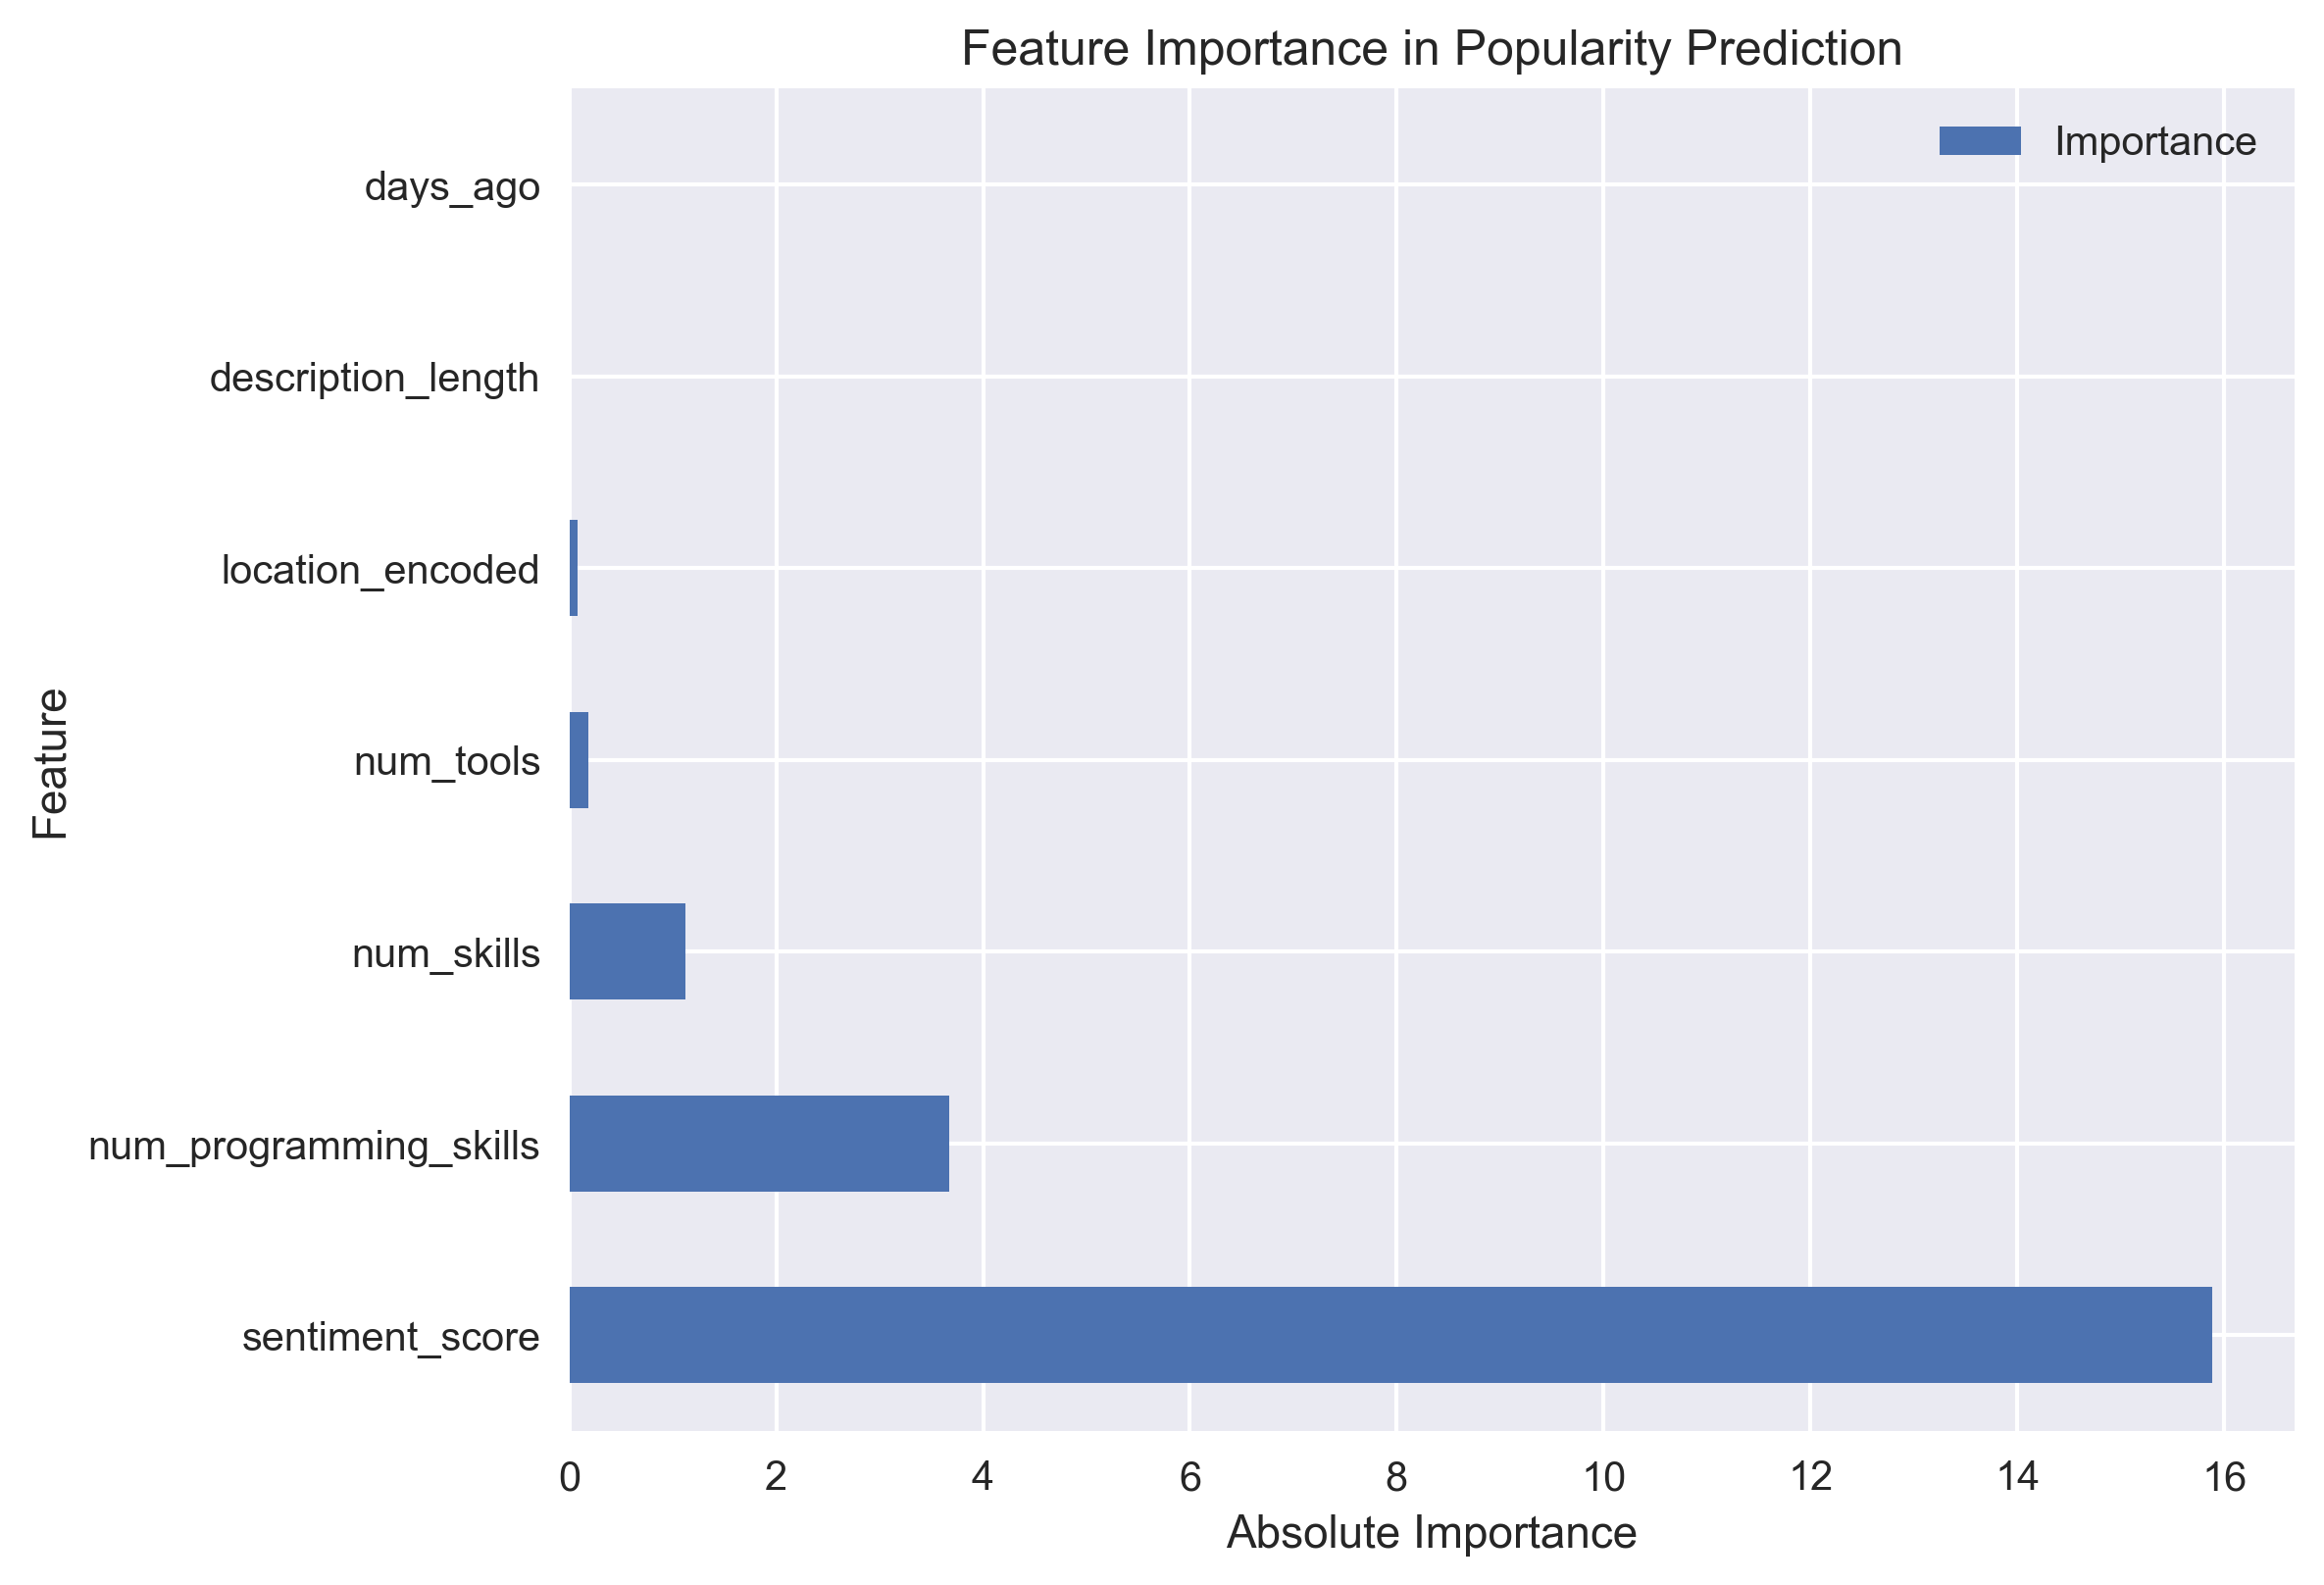 Feature Importance in Popularity Prediction
Importance
days_ago
description_length
location_encoded
num_tools
num_skills
num_programming_skills
sentiment_score
Feature
0 2 4 6 8 10 12 14 16
Absolute Importance